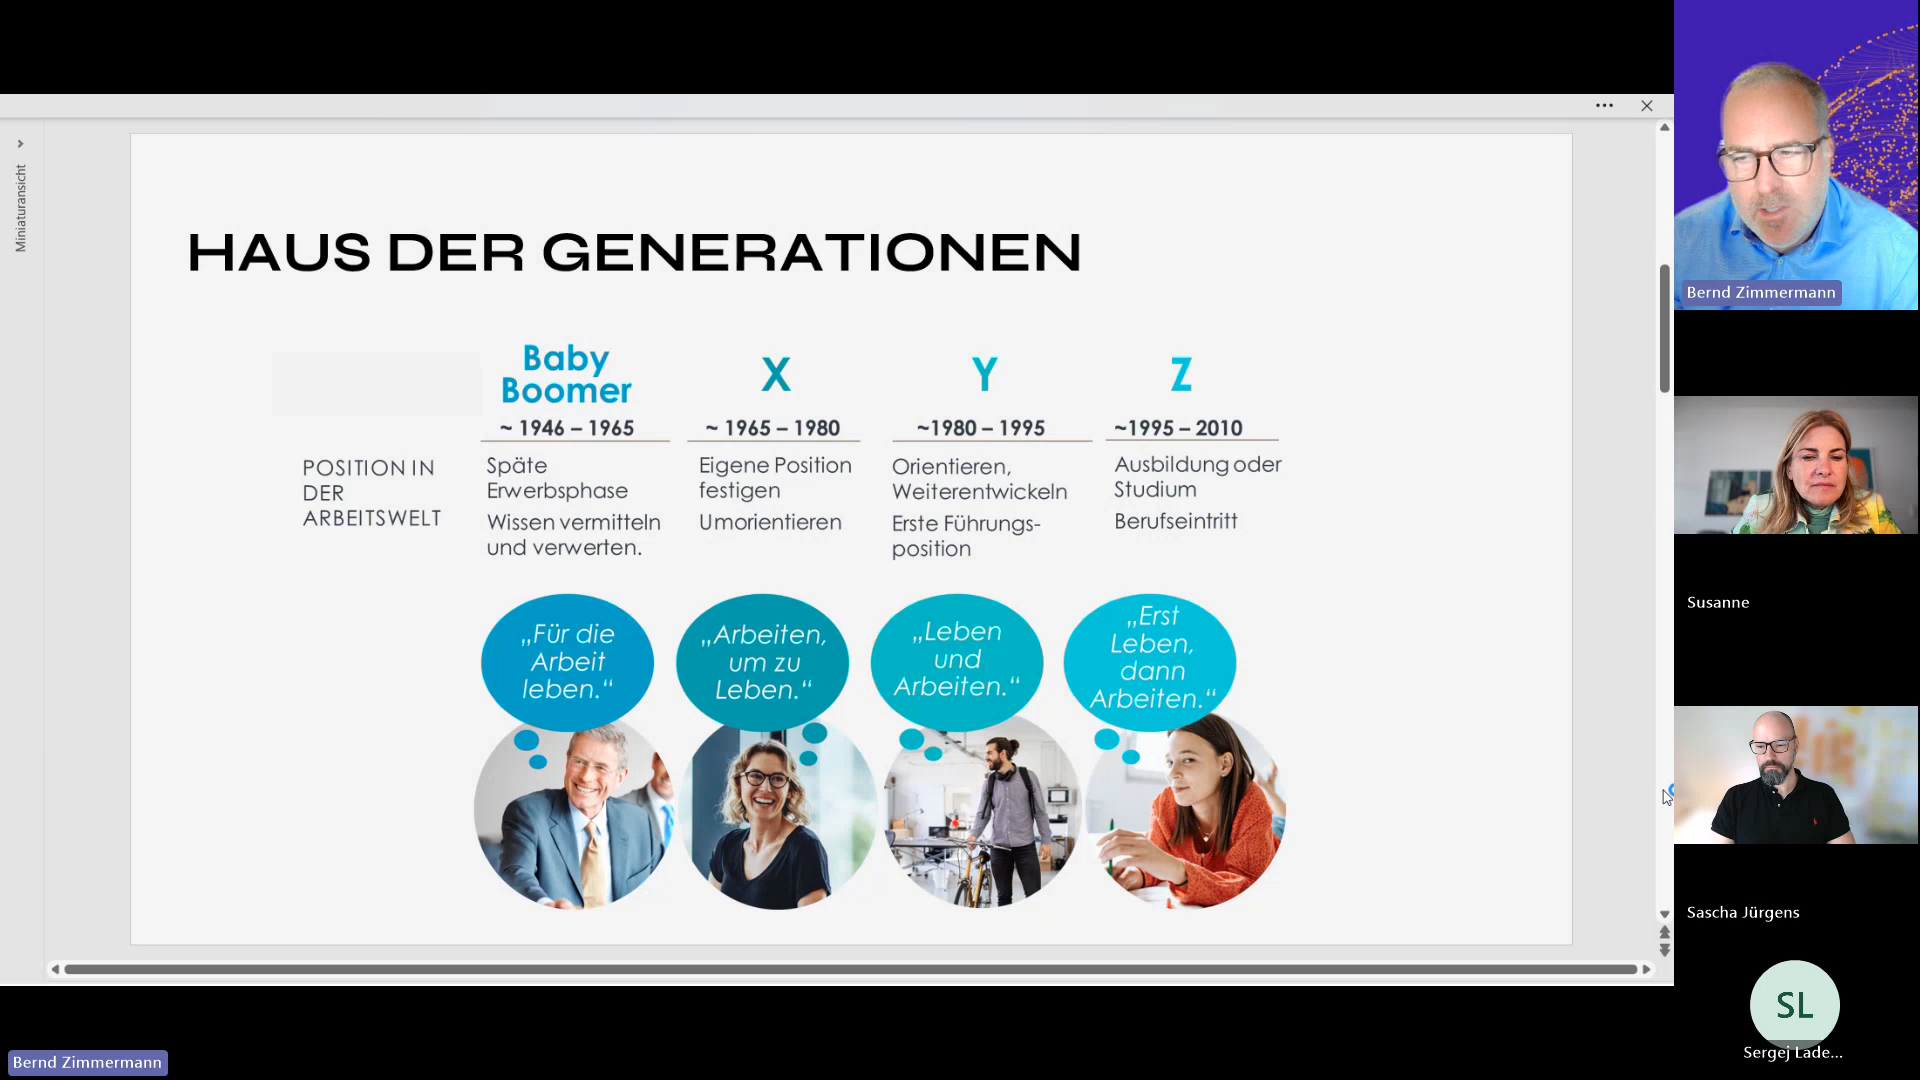 Miniaturansicht
HAUS DER GENERATIONEN
Baby
Boomer
~ 1946 – 1965
X
~ 1965 – 1980
Y
~1980 – 1995
Z
~1995 – 2010
POSITION IN
DER
ARBEITSWELT
Späte
Erwerbsphase
Wissen vermitteln
und verwerten.
Eigene Position
festigen
Umorientieren
Orientieren,
Weiterentwickeln
Erste Führungs-
position
Ausbildung oder
Studium
Berufseintritt
„Für die
Arbeit
leben.“
„Arbeiten,
um zu
Leben.“
„Leben
und
Arbeiten.“
„Erst
Leben,
dann
Arbeiten.“
Bernd Zimmermann
Susanne
Sascha Jürgens
SL
Sergej Lade...
Bernd Zimmermann